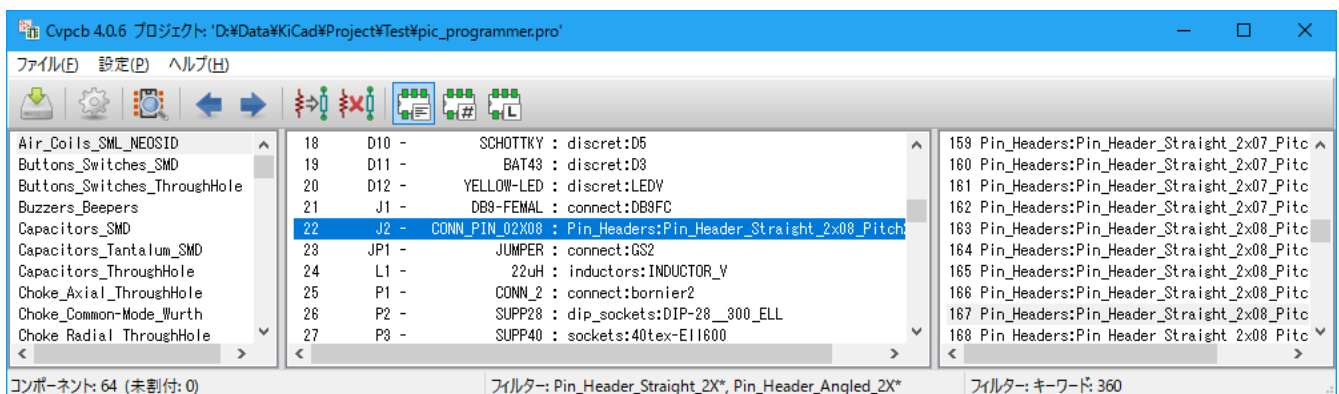 Cvpcb 4.0.6 プロジェクト: 'D:¥Data¥KiCad¥Project¥Test¥pic_programmer.pro'
ファイル(F) 設定(P) ヘルプ(H)
Air_Coils_SML_NEOSID
Buttons_Switches_SMD
Buttons_Switches_ThroughHole
Buzzers_Beepers
Capacitors_SMD
Capacitors_Tantalum_SMD
Capacitors_ThroughHole
Choke_Axial_ThroughHole
Choke_Common-Mode_Wurth
Choke_Radial_ThroughHole
18 D10 - SCHOTTKY : discret:D5
19 D11 - BAT43 : discret:D3
20 D12 - YELLOW-LED : discret:LEDV
21 J1 - DB9-FEMAL : connect:DB9FC
22 J2 - CONN_PIN_02X08 : Pin_Headers:Pin_Header_Straight_2x08_Pitch
23 JP1 - JUMPER : connect:GS2
24 L1 - 22uH : inductors:INDUCTOR_V
25 P1 - CONN_2 : connect:bornier2
26 P2 - SUPP28 : dip_sockets:DIP-28__300_ELL
27 P3 - SUPP40 : sockets:40tex-Ell600
159 Pin_Headers:Pin_Header_Straight_2x07_Pitc
160 Pin_Headers:Pin_Header_Straight_2x07_Pitc
161 Pin_Headers:Pin_Header_Straight_2x07_Pitc
162 Pin_Headers:Pin_Header_Straight_2x07_Pitc
163 Pin_Headers:Pin_Header_Straight_2x08_Pitc
164 Pin_Headers:Pin_Header_Straight_2x08_Pitc
165 Pin_Headers:Pin_Header_Straight_2x08_Pitc
166 Pin_Headers:Pin_Header_Straight_2x08_Pitc
167 Pin_Headers:Pin_Header_Straight_2x08_Pitc
168 Pin_Headers:Pin_Header_Straight_2x08_Pitc
コンポーネント: 64 (未割付: 0)
フィルター: Pin_Header_Straight_2X*, Pin_Header_Angled_2X*
フィルター: キーワード: 360